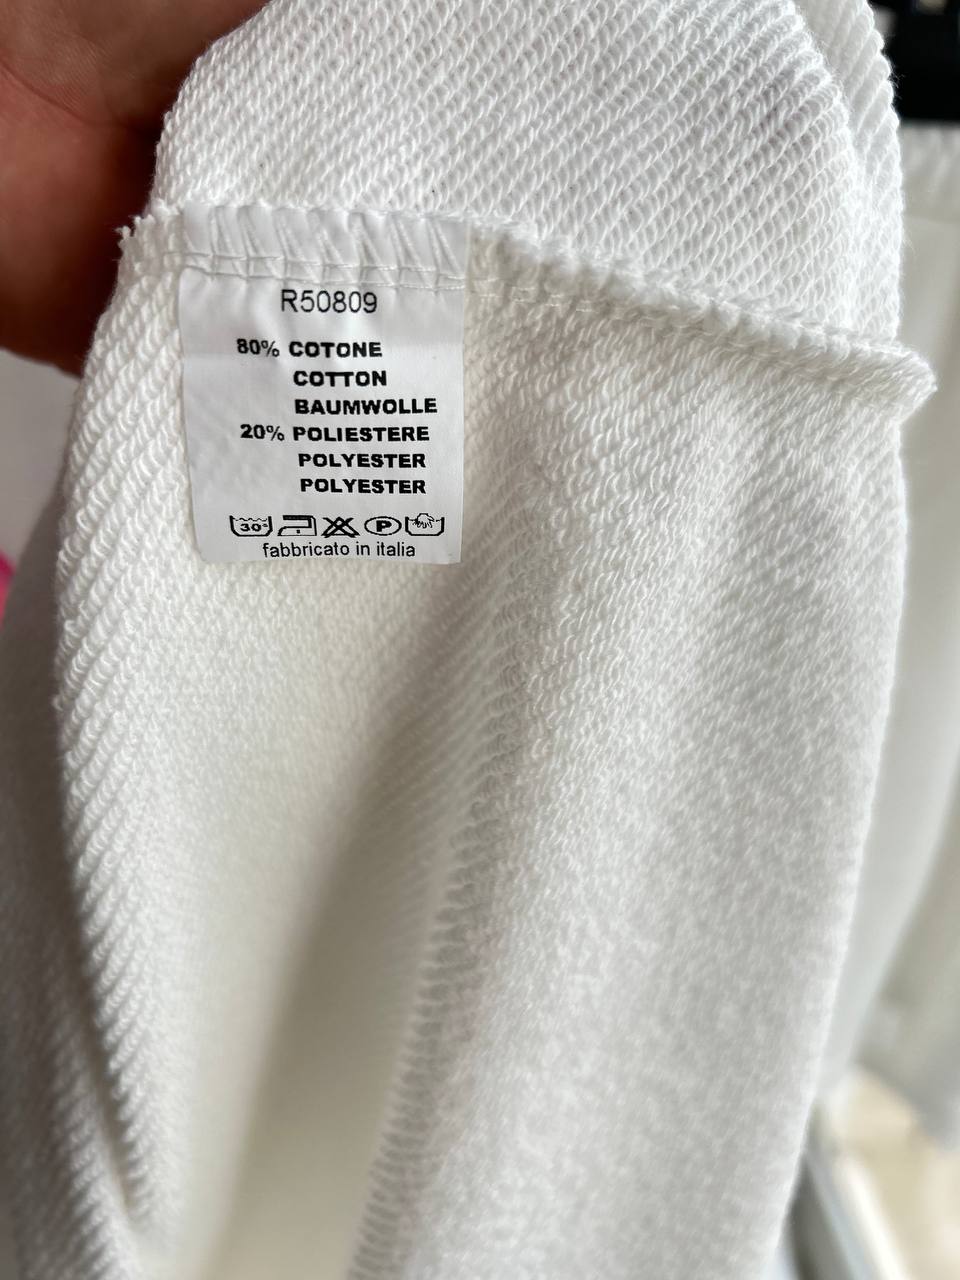 R50809
80% COTONE
COTTON
BAUMWOLLE
20% POLIESTERE
POLYESTER
POLYESTER
30° P
fabbricato in italia